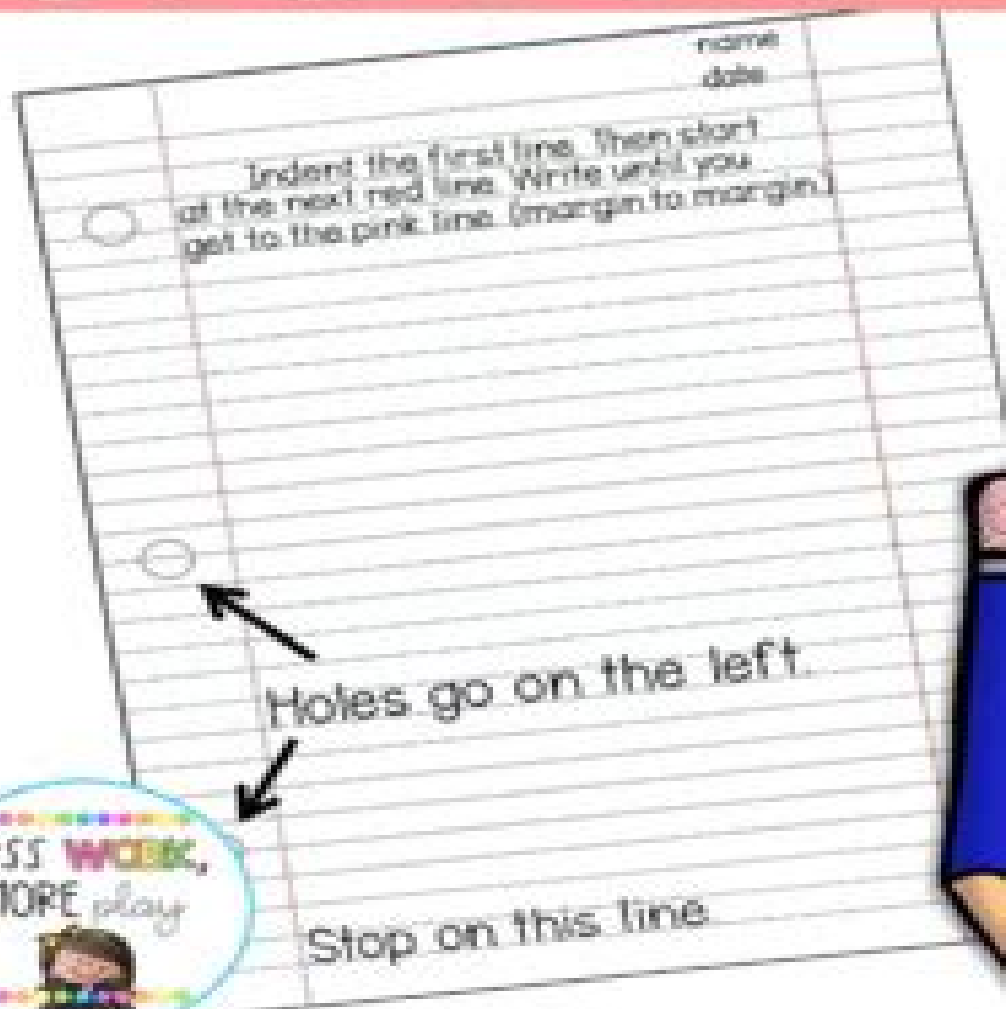 name
date
Indent the first line. Then start
at the next red line. Write until you
get to the pink line. (margin to margin.)
Holes go on the left.
Stop on this line.
SS WORK,
MORE play